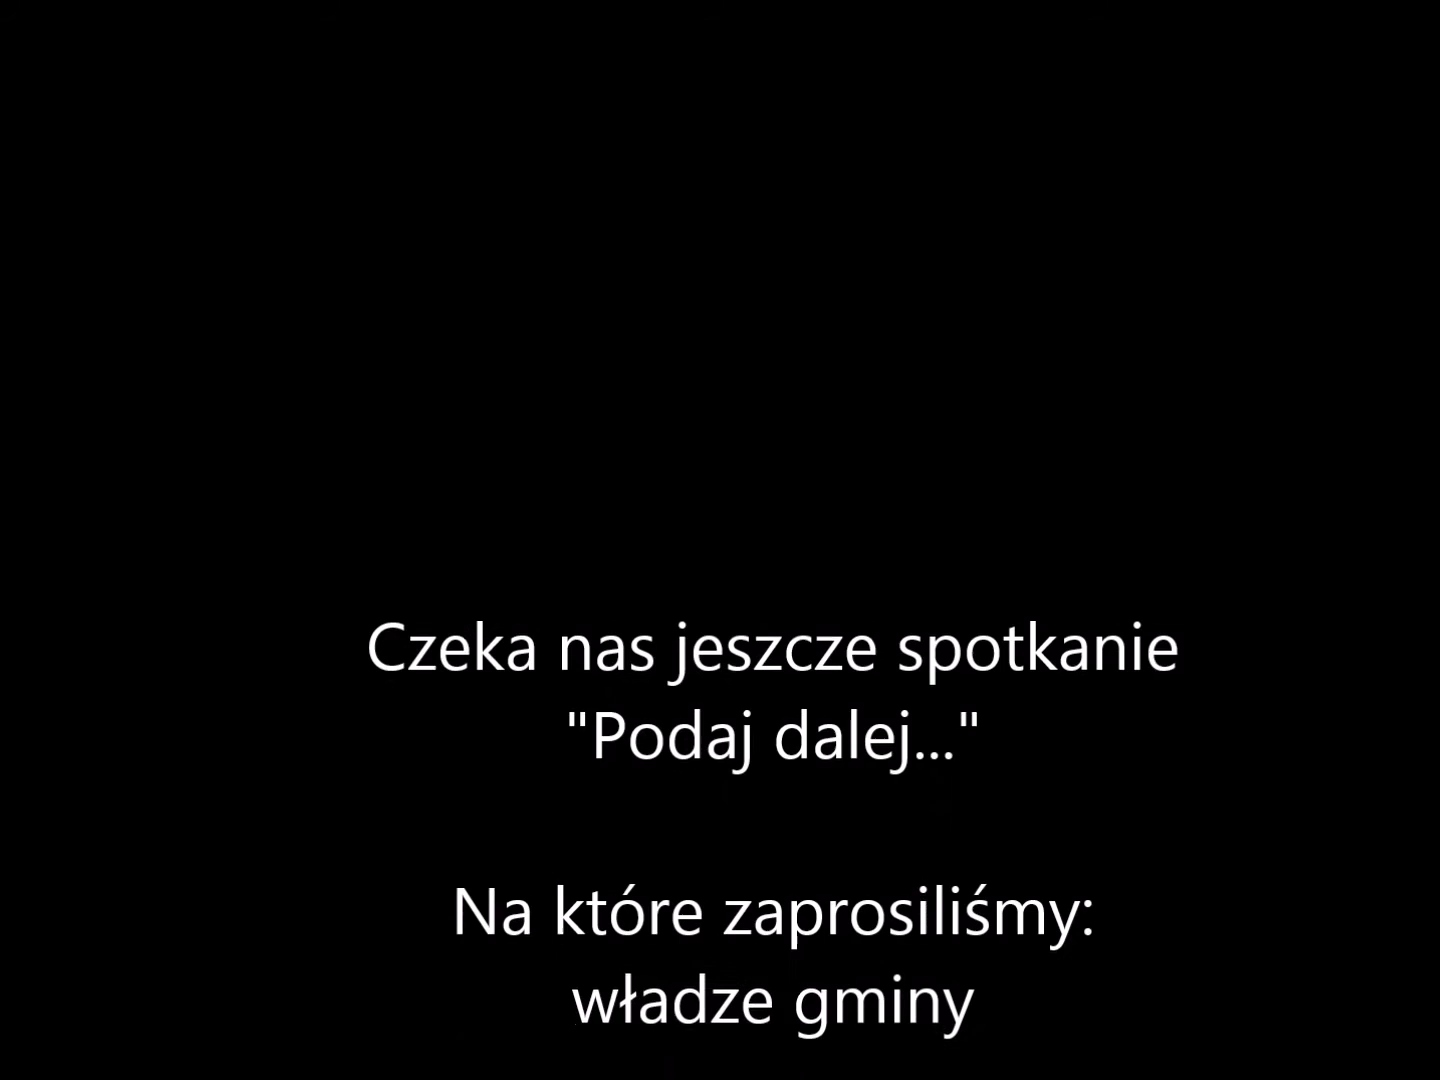 Czeka nas jeszcze spotkanie
"Podaj dalej..."
Na które zaprosiliśmy:
władze gminy